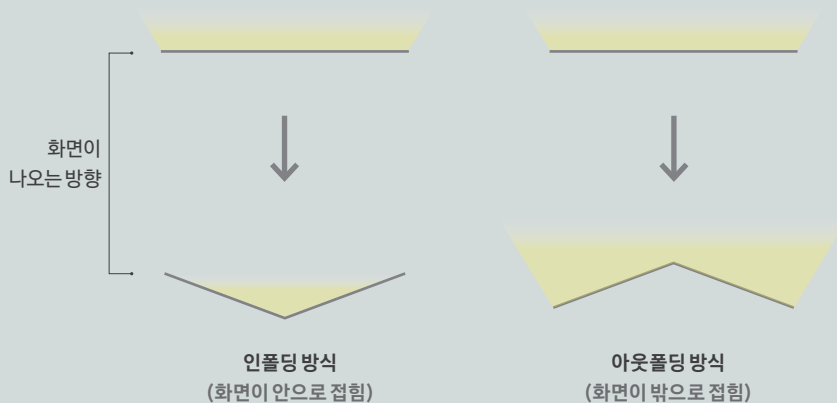 화면이
나오는 방향
인폴딩 방식
(화면이 안으로 접힘)
아웃폴딩 방식
(화면이 밖으로 접힘)